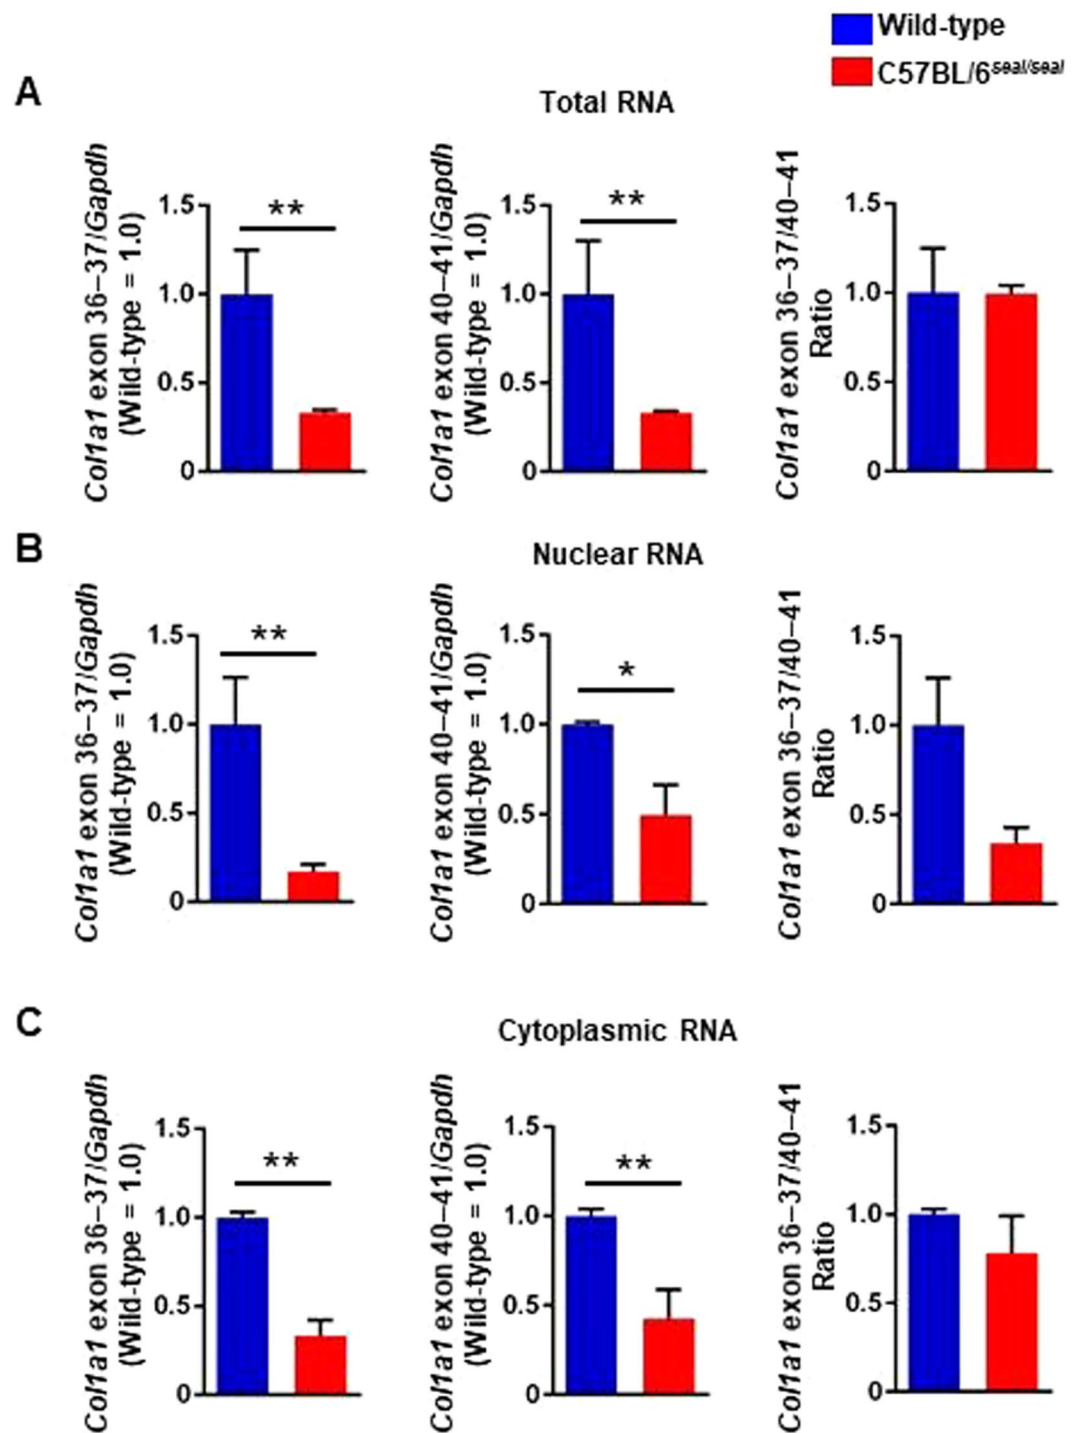 Wild-type
C57BL/6seal/seal
A
Total RNA
Col1a1 exon 36–37/Gapdh
(Wild-type = 1.0)
1.5
1.0
0.5
0
**
Col1a1 exon 40–41/Gapdh
(Wild-type = 1.0)
1.5
1.0
0.5
0
**
Col1a1 exon 36–37/40–41
Ratio
1.5
1.0
0.5
0
B
Nuclear RNA
Col1a1 exon 36–37/Gapdh
(Wild-type = 1.0)
1.5
1.0
0.5
0
**
Col1a1 exon 40–41/Gapdh
(Wild-type = 1.0)
1.5
1.0
0.5
0
*
Col1a1 exon 36–37/40–41
Ratio
1.5
1.0
0.5
0
C
Cytoplasmic RNA
Col1a1 exon 36–37/Gapdh
(Wild-type = 1.0)
1.5
1.0
0.5
0
**
Col1a1 exon 40–41/Gapdh
(Wild-type = 1.0)
1.5
1.0
0.5
0
**
Col1a1 exon 36–37/40–41
Ratio
1.5
1.0
0.5
0